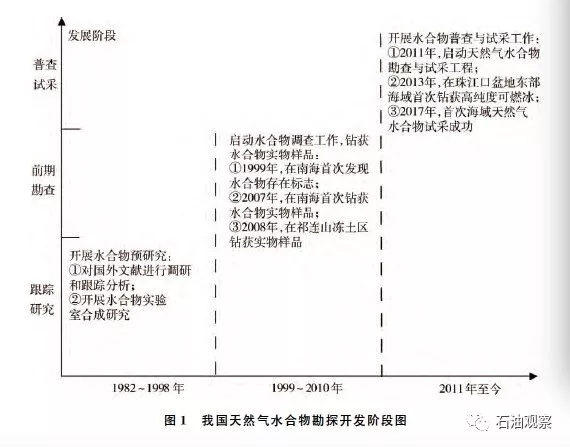 发展阶段
普查
试采
开展水合物普查与试采工作:
①2011年,启动天然气水合物
勘查与试采工程;
②2013年,在珠江口盆地东部
海域首次钻获高纯度可燃冰;
③2017年,首次海域天然气
水合物试采成功
前期
勘查
启动水合物调查工作,钻获
水合物实物样品:
①1999年,在南海首次发现
水合物存在标志;
②2007年,在南海首次钻获
水合物实物样品;
③2008年,在祁连山冻土区
钻获实物样品
跟踪
研究
开展水合物预研究:
①对国外文献进行调研
和跟踪分析;
②开展水合物实验
室合成研究
1982~1998年
1999~2010年
2011年至今
图1 我国天然气水合物勘探开发阶段图
石油观察